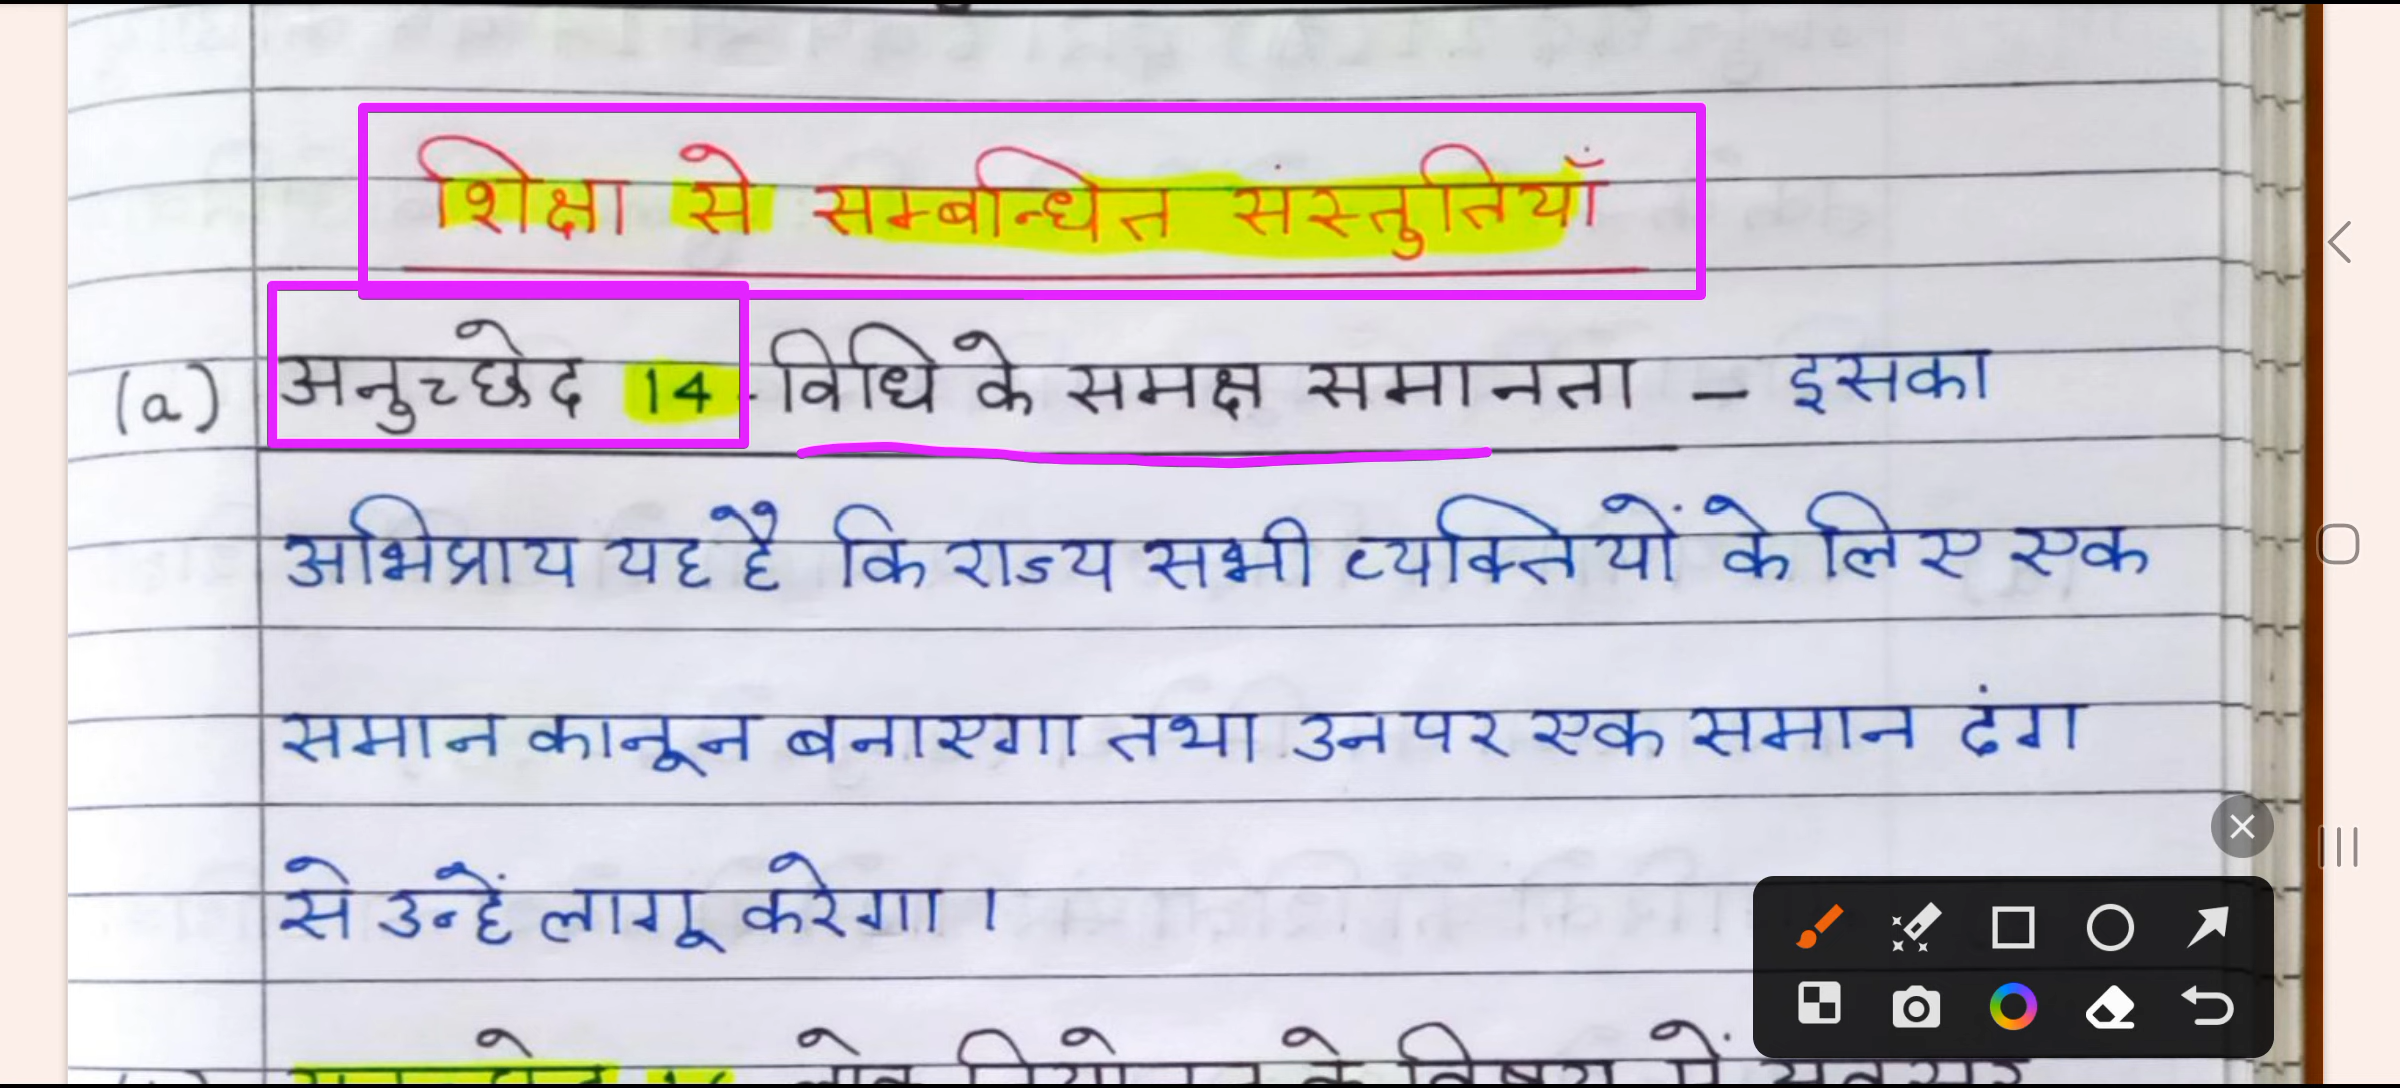 शिक्षा से सम्बन्धित संस्तुतियाँ
(a) अनुच्छेद 14. विधि के समक्ष समानता – इसका
अभिप्राय यह है कि राज्य सभी व्यक्तियों के लिए एक
समान कानून बनाएगा तथा उन पर एक समान ढंग
से उन्हें लागू करेगा।
के विषय में